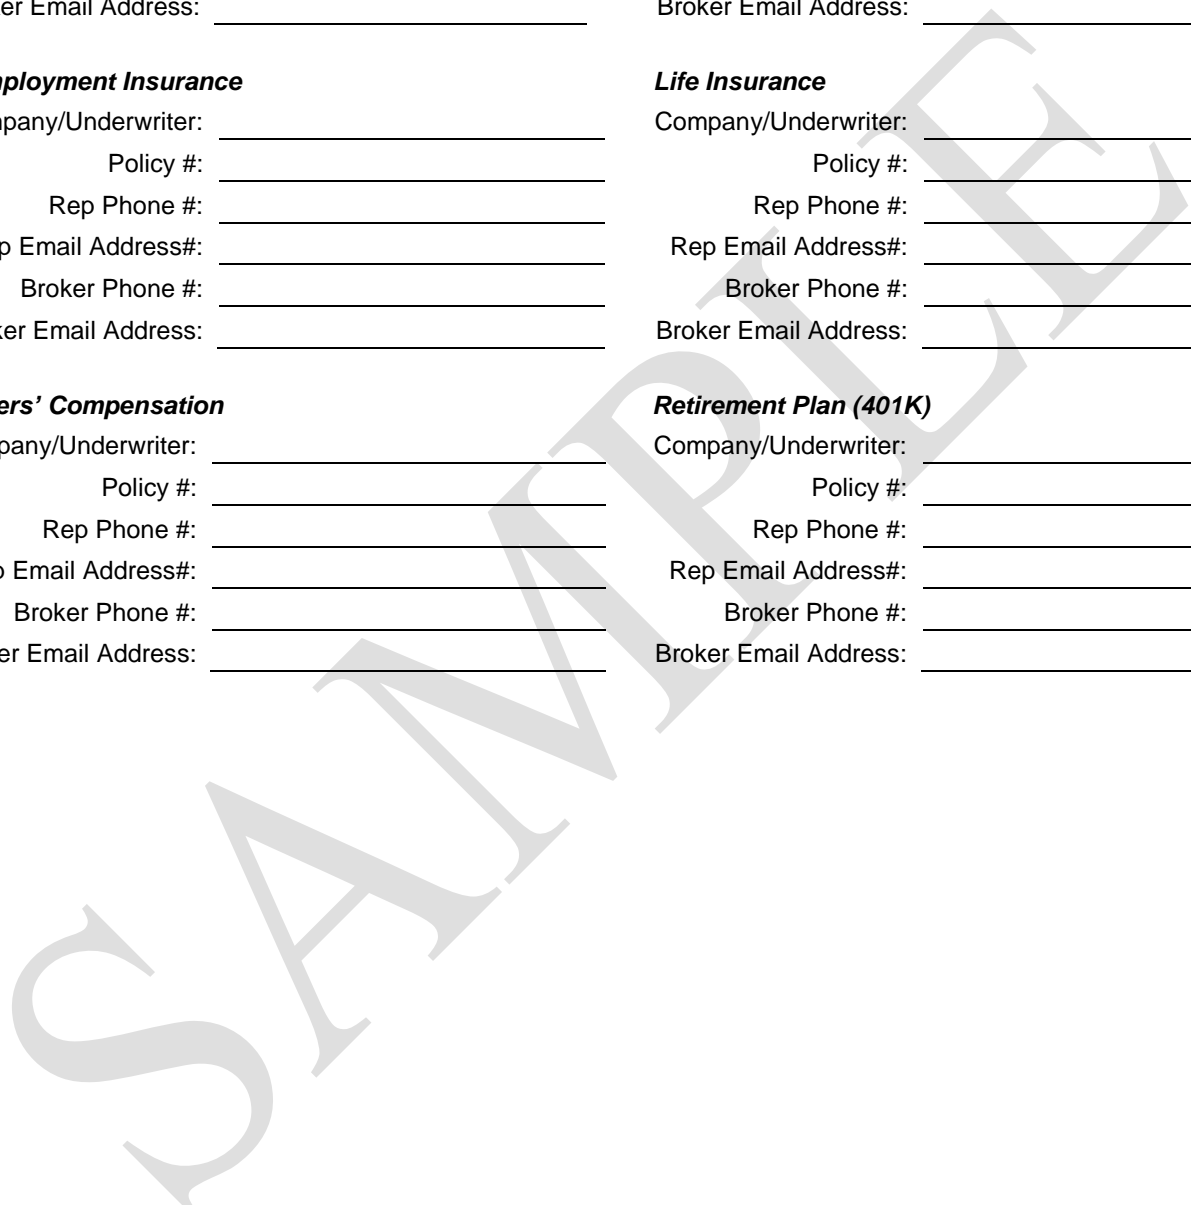 er Email Address:
Broker Email Address:
ployment Insurance
pany/Underwriter:
Policy #:
Rep Phone #:
p Email Address#:
Broker Phone #:
er Email Address:
Life Insurance
Company/Underwriter:
Policy #:
Rep Phone #:
Rep Email Address#:
Broker Phone #:
Broker Email Address:
ers’ Compensation
pany/Underwriter:
Policy #:
Rep Phone #:
Email Address#:
Broker Phone #:
er Email Address:
Retirement Plan (401K)
Company/Underwriter:
Policy #:
Rep Phone #:
Rep Email Address#:
Broker Phone #:
Broker Email Address:
SAMPLE